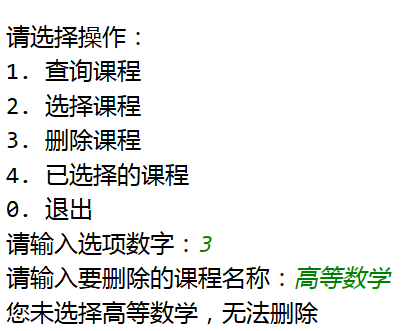 请选择操作：
1. 查询课程
2. 选择课程
3. 删除课程
4. 已选择的课程
0. 退出
请输入选项数字：3
请输入要删除的课程名称：高等数学
您未选择高等数学，无法删除